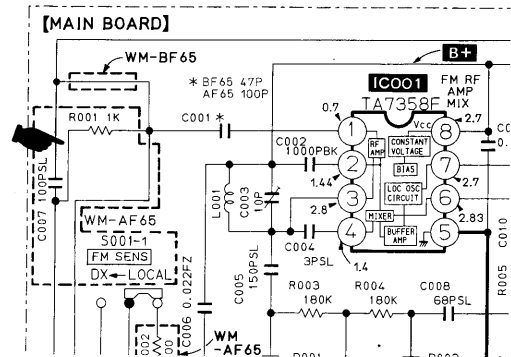 【MAIN BOARD】
WM-BF65
B+
* BF65 47P
AF65 100P
IC001
FM RF
AMP
MIX
TA7358F
R001 1K
C001 *
0.7
2.7
1
8
Vcc
RF
AMP
CONSTANT
VOLTAGE
C002
1000PBK
2
7
BIAS
1.44
2.7
C007 100PSL
L001
C003
10P
LOC OSC
CIRCUIT
3
6
2.8
2.83
WM-AF65
MIXER
BUFFER
AMP
4
5
C004
3PSL
1.4
C010
S001-1
FM SENS
DX ← LOCAL
C005
150PSL
C006 0.022FZ
R005
R003
180K
R004
180K
C008
68PSL
WM
-AF65